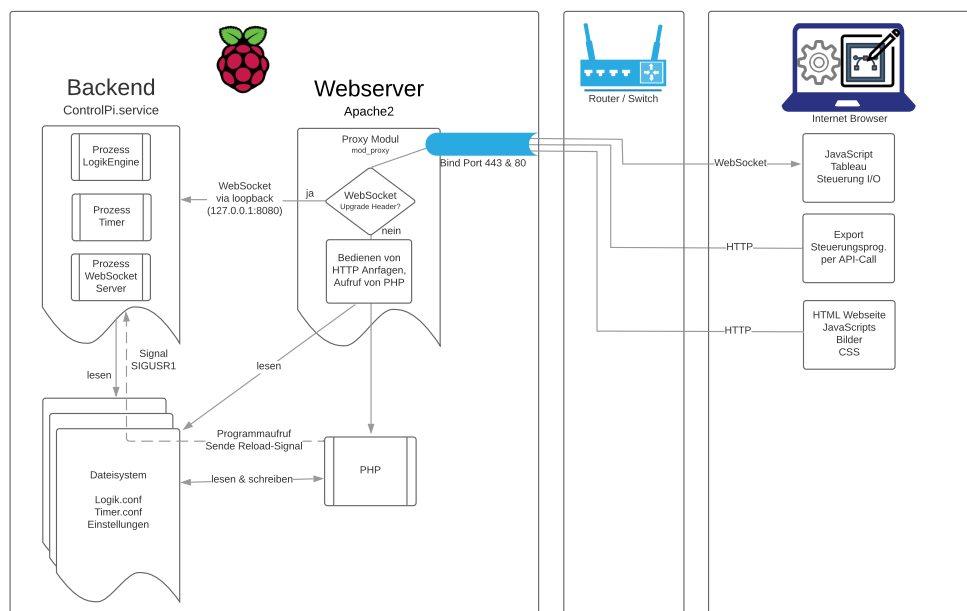 Backend
ControlPi.service
Prozess
LogikEngine
Prozess
Timer
Prozess
WebSocket
Server
Webserver
Apache2
Proxy Modul
mod_proxy
Bind Port 443 & 80
WebSocket
Upgrade Header?
ja
nein
WebSocket
via loopback
(127.0.0.1:8080)
Bedienen von
HTTP Anrfagen,
Aufruf von PHP
Signal
SIGUSR1
lesen
lesen
Programmaufruf
Sende Reload-Signal
lesen & schreiben
PHP
Dateisystem
Logik.conf
Timer.conf
Einstellungen
Router / Switch
Internet Browser
WebSocket
JavaScript
Tableau
Steuerung I/O
HTTP
Export
Steuerungsprog.
per API-Call
HTTP
HTML Webseite
JavaScripts
Bilder
CSS